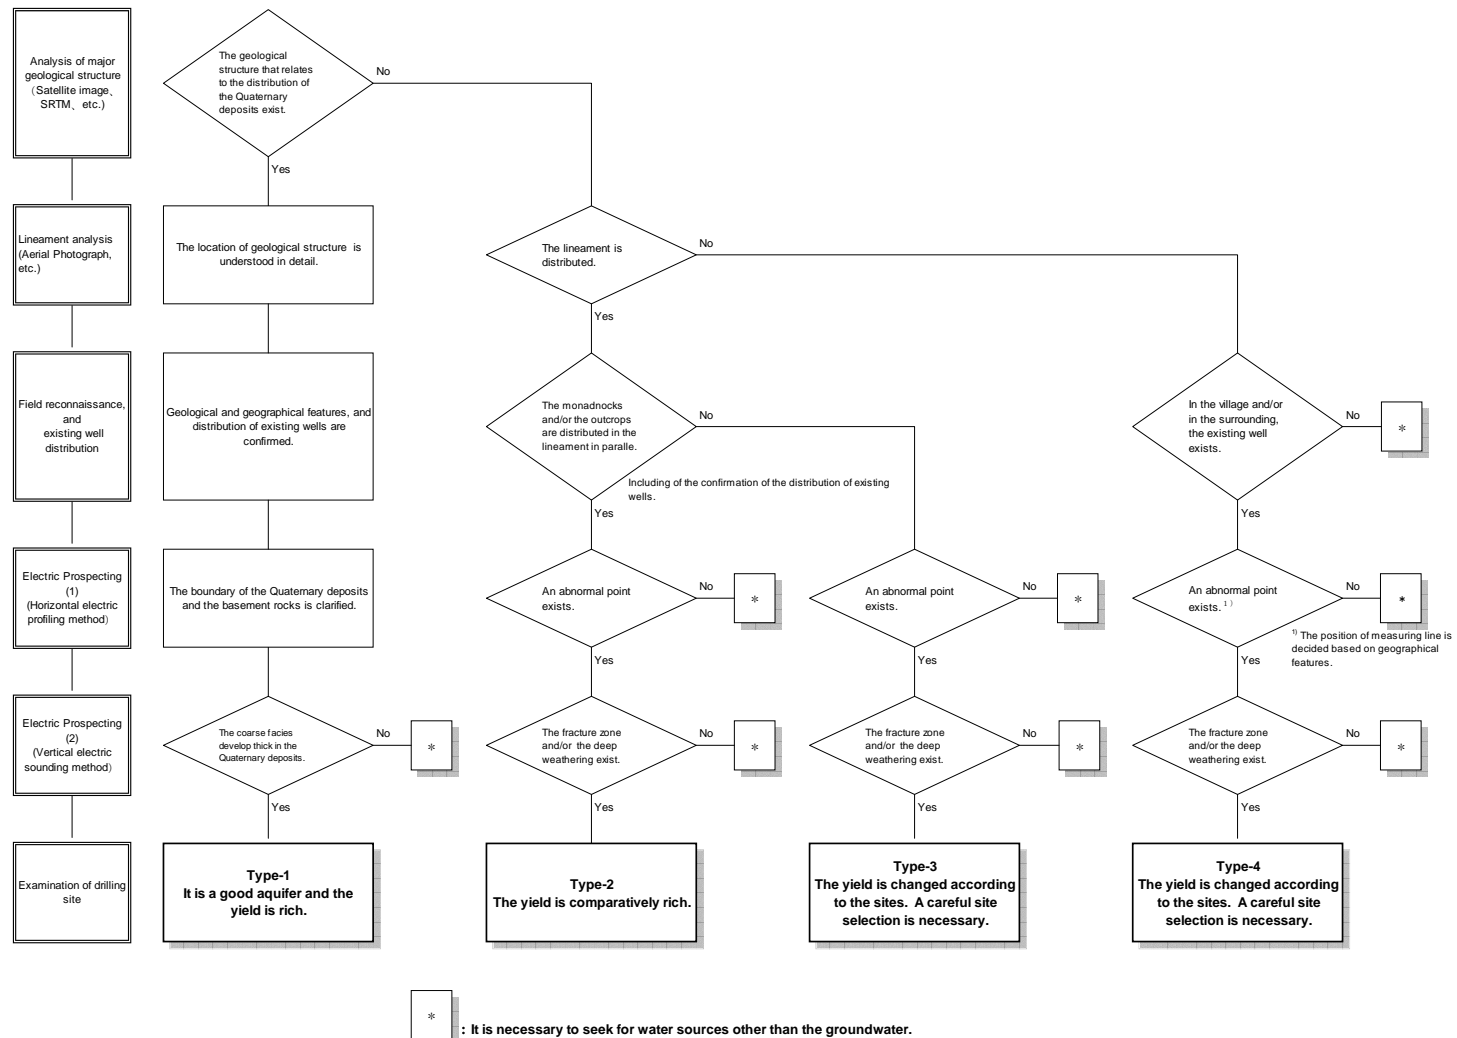 Analysis of major
geological structure
(Satellite image、
SRTM、etc.)
The geological
structure that relates
to the distribution of
the Quaternary
deposits exist.
No
Yes
Lineament analysis
(Aerial Photograph,
etc.)
The location of geological structure is
understood in detail.
The lineament is
distributed.
No
Yes
Field reconnaissance,
and
existing well
distribution
Geological and geographical features, and
distribution of existing wells are
confirmed.
The monadnocks
and/or the outcrops
are distributed in the
lineament in paralle.
No
Including of the confirmation of the distribution of existing
wells.
Yes
In the village and/or
in the surrounding,
the existing well
exists.
No
*
Yes
Electric Prospecting
(1)
(Horizontal electric
profiling method)
The boundary of the Quaternary deposits
and the basement rocks is clarified.
An abnormal point
exists.
No
*
Yes
An abnormal point
exists.
No
*
Yes
An abnormal point
exists. 1)
No
*
1) The position of measuring line is
decided based on geographical
features.
Yes
Electric Prospecting
(2)
(Vertical electric
sounding method)
The coarse facies
develop thick in the
Quaternary deposits.
No
*
Yes
The fracture zone
and/or the deep
weathering exist.
No
*
Yes
The fracture zone
and/or the deep
weathering exist.
No
*
Yes
The fracture zone
and/or the deep
weathering exist.
No
*
Yes
Examination of drilling
site
Type-1
It is a good aquifer and the
yield is rich.
Type-2
The yield is comparatively rich.
Type-3
The yield is changed according
to the sites. A careful site
selection is necessary.
Type-4
The yield is changed according
to the sites. A careful site
selection is necessary.
*
: It is necessary to seek for water sources other than the groundwater.